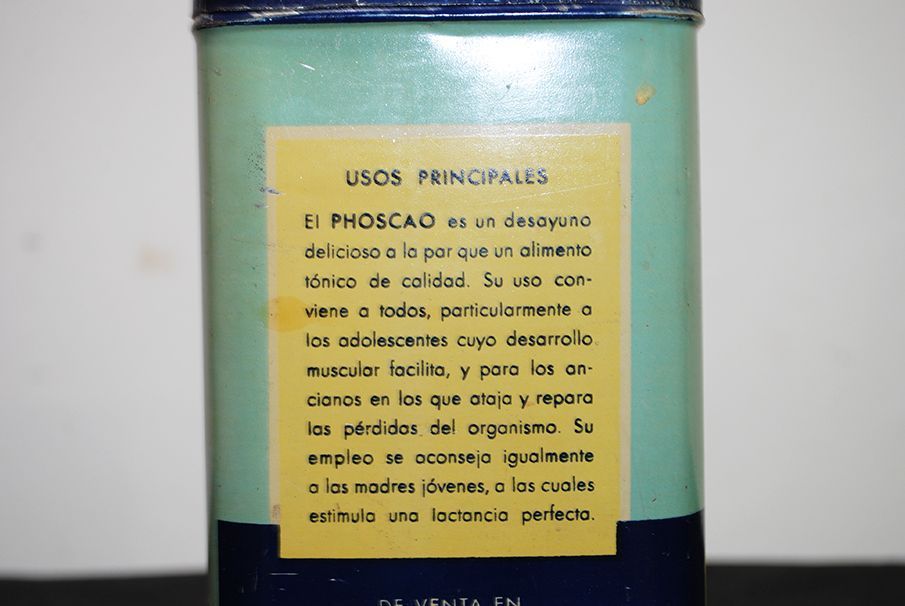 USOS PRINCIPALES
El PHOSCAO es un desayuno
delicioso a la par que un alimento
tónico de calidad. Su uso con-
viene a todos, particularmente a
los adolescentes cuyo desarrollo
muscular facilita, y para los an-
cianos en los que ataja y repara
las pérdidas del organismo. Su
empleo se aconseja igualmente
a las madres jóvenes, a las cuales
estimula una lactancia perfecta.
DE VENTA EN